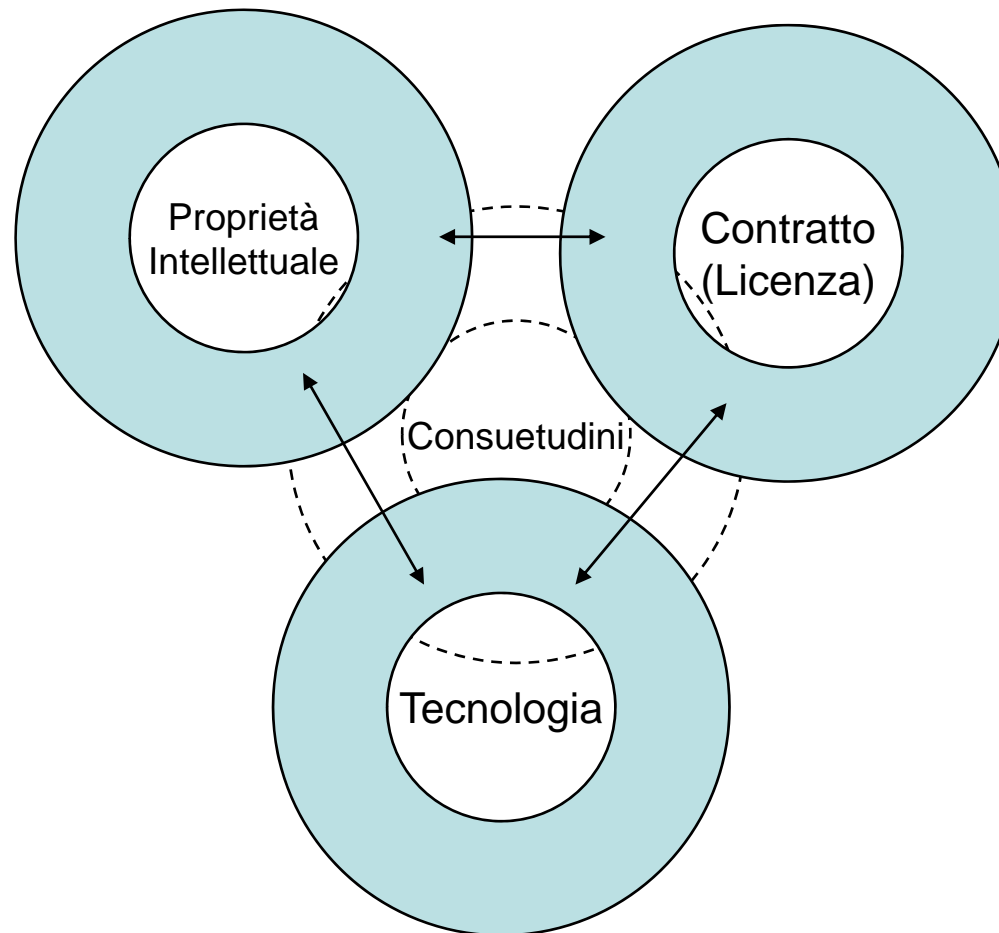 Proprietà
Intellettuale
Contratto
(Licenza)
Consuetudini
Tecnologia